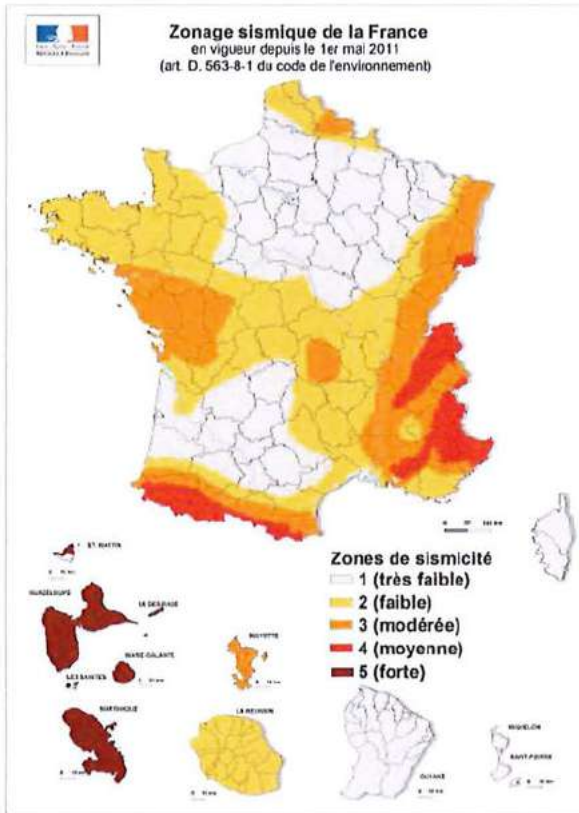 Zonage sismique de la France
en vigueur depuis le 1er mai 2011
(art. D. 563-8-1 du code de l'environnement)
ST. MARTIN
GUADELOUPE
LA DESIRADE
MARIE-GALANTE
LES SAINTES
MAYOTTE
MARTINIQUE
LA REUNION
Zones de sismicité
1 (très faible)
2 (faible)
3 (modérée)
4 (moyenne)
5 (forte)
GUYANE
MIQUELON
SAINT-PIERRE